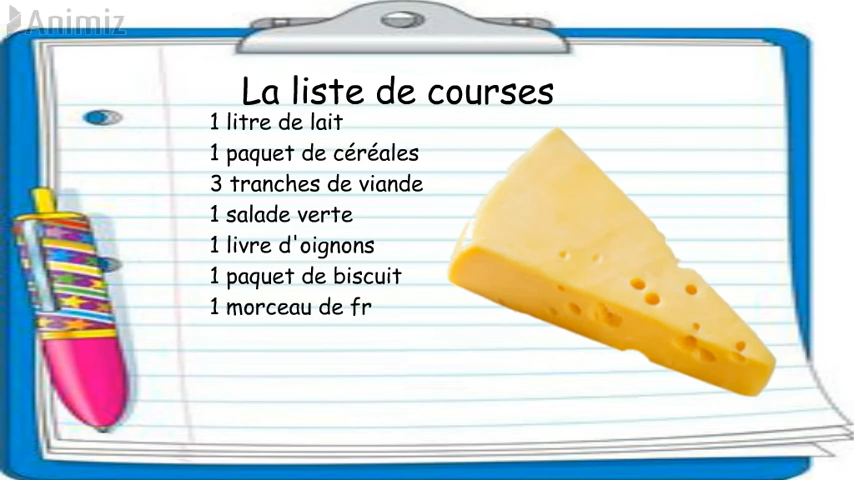 Animiz
La liste de courses
1 litre de lait
1 paquet de céréales
3 tranches de viande
1 salade verte
1 livre d'oignons
1 paquet de biscuit
1 morceau de fr